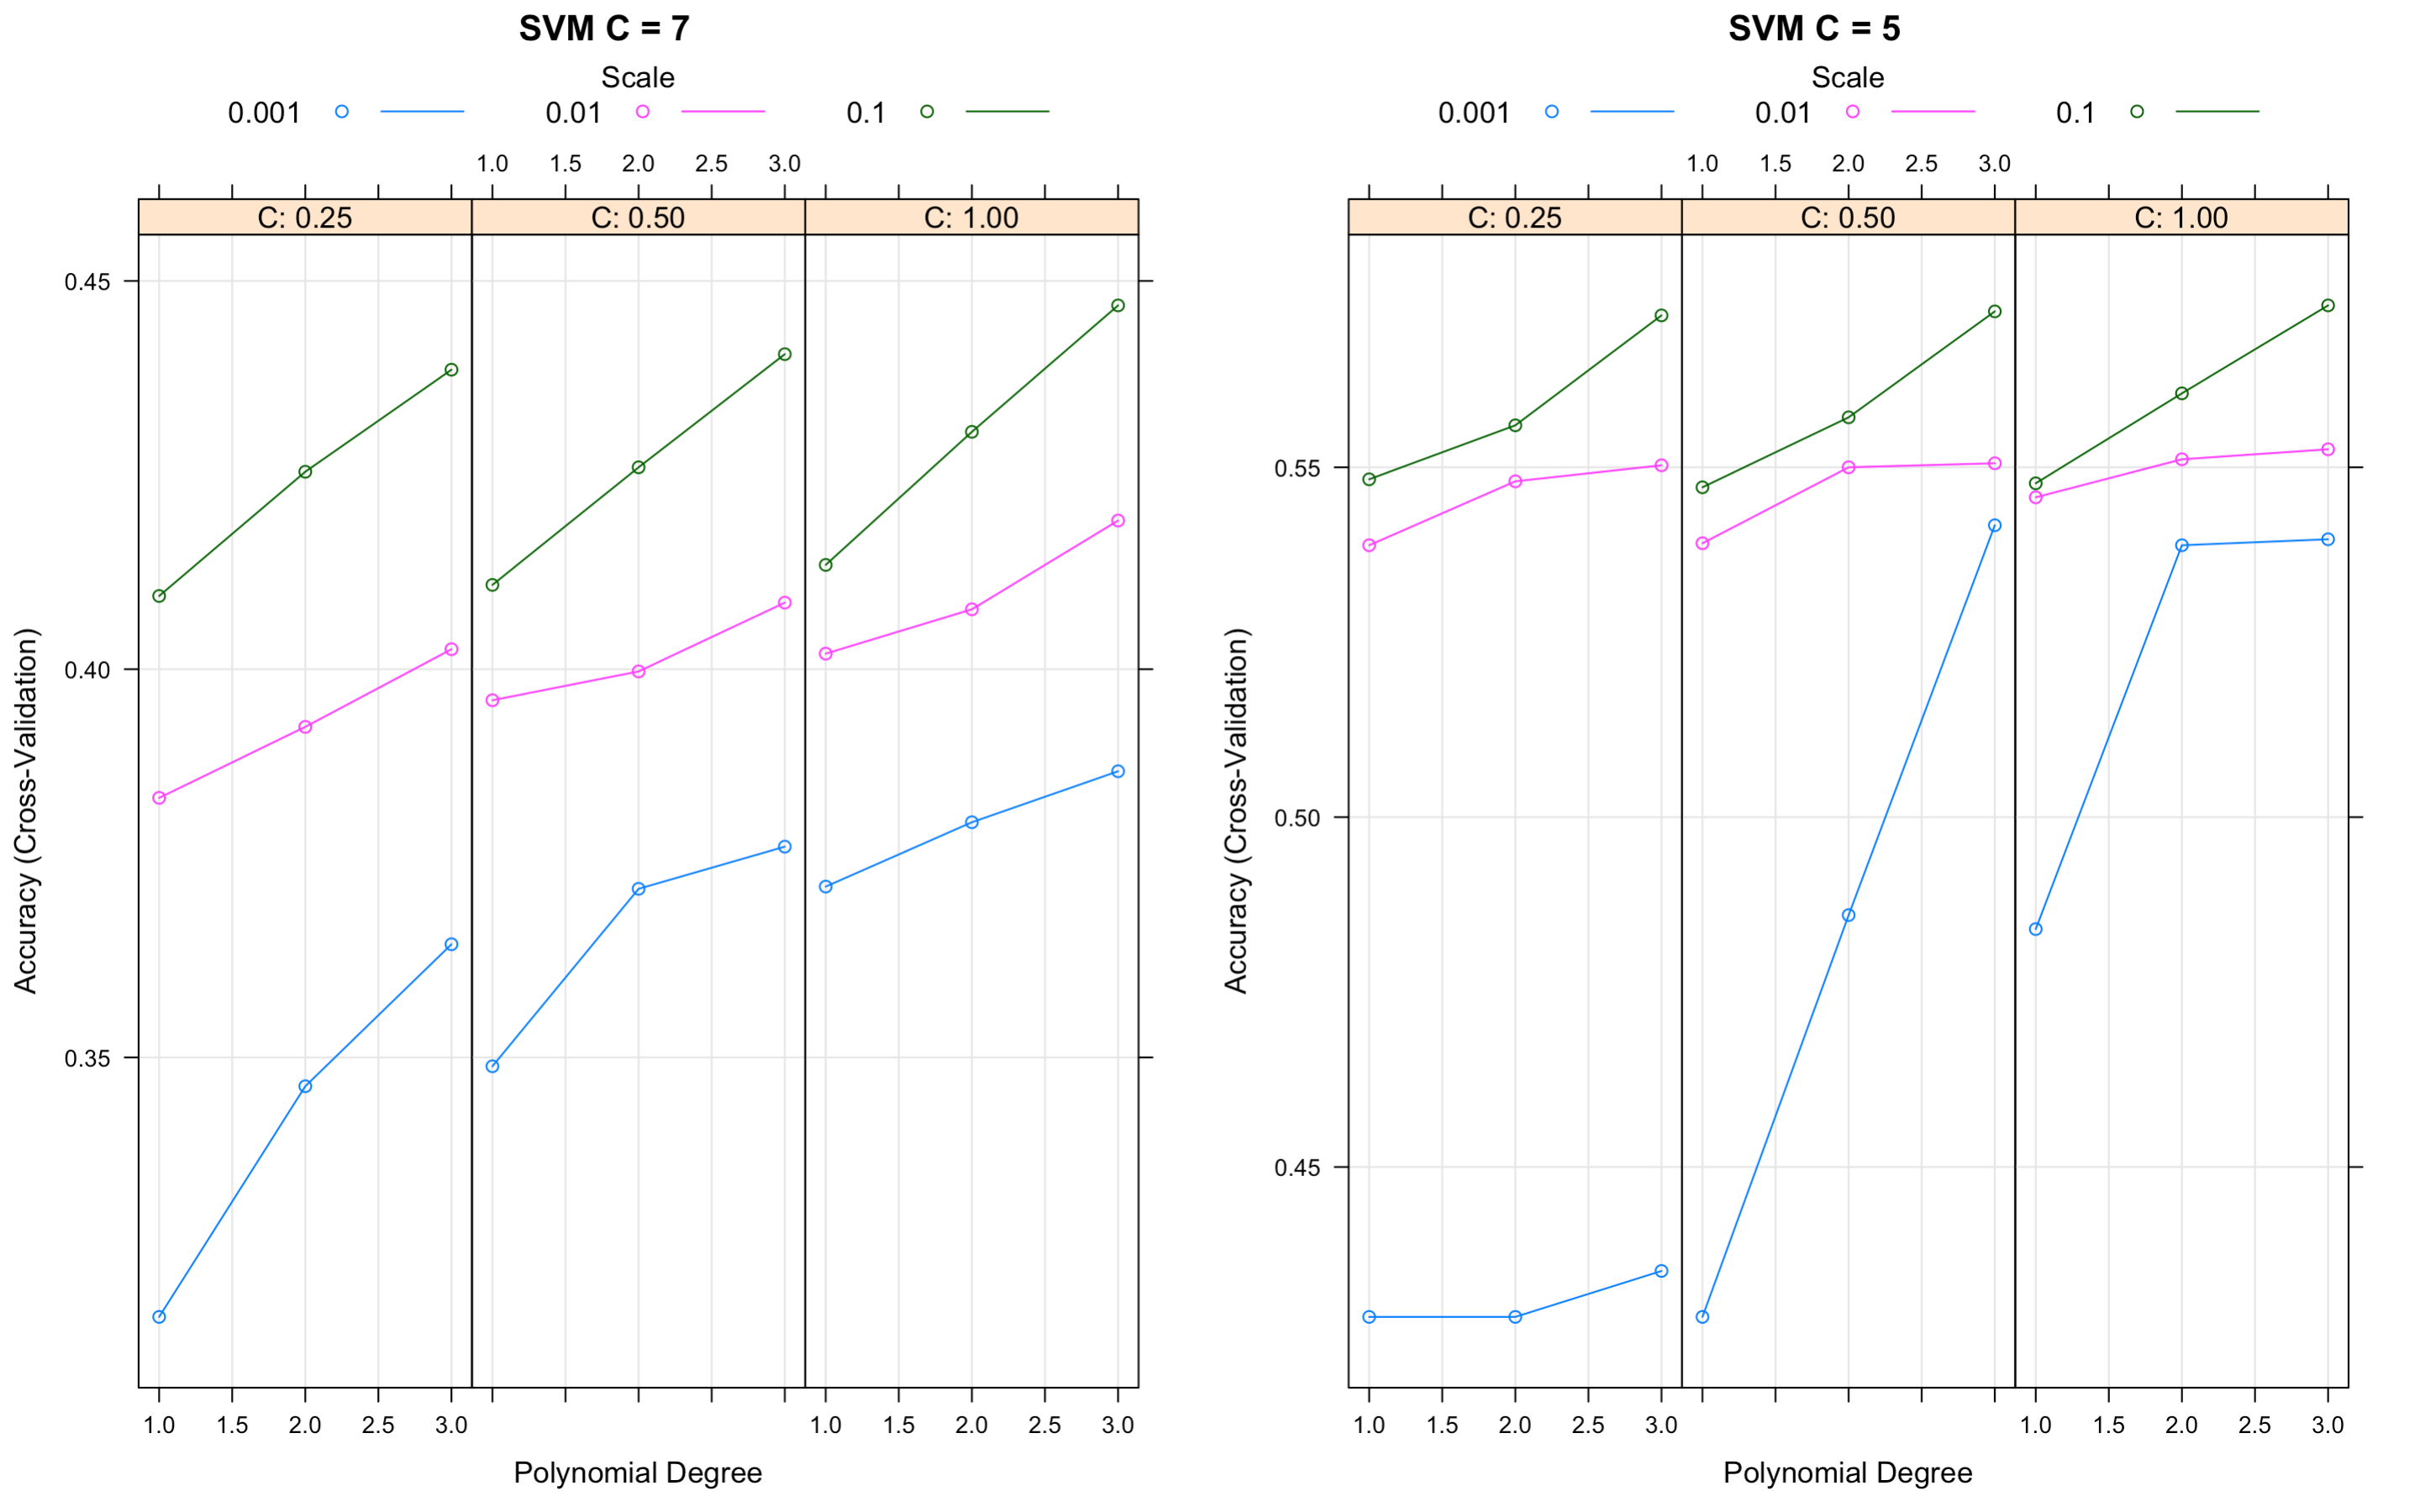 SVM C = 7
Scale
0.001 0.01 0.1
1.0 1.5 2.0 2.5 3.0
C: 0.25 C: 0.50 C: 1.00
0.45
0.40
0.35
Accuracy (Cross-Validation)
1.0 1.5 2.0 2.5 3.0 1.0 1.5 2.0 2.5 3.0
Polynomial Degree
SVM C = 5
Scale
0.001 0.01 0.1
1.0 1.5 2.0 2.5 3.0
C: 0.25 C: 0.50 C: 1.00
0.55
0.50
0.45
Accuracy (Cross-Validation)
1.0 1.5 2.0 2.5 3.0 1.0 1.5 2.0 2.5 3.0
Polynomial Degree